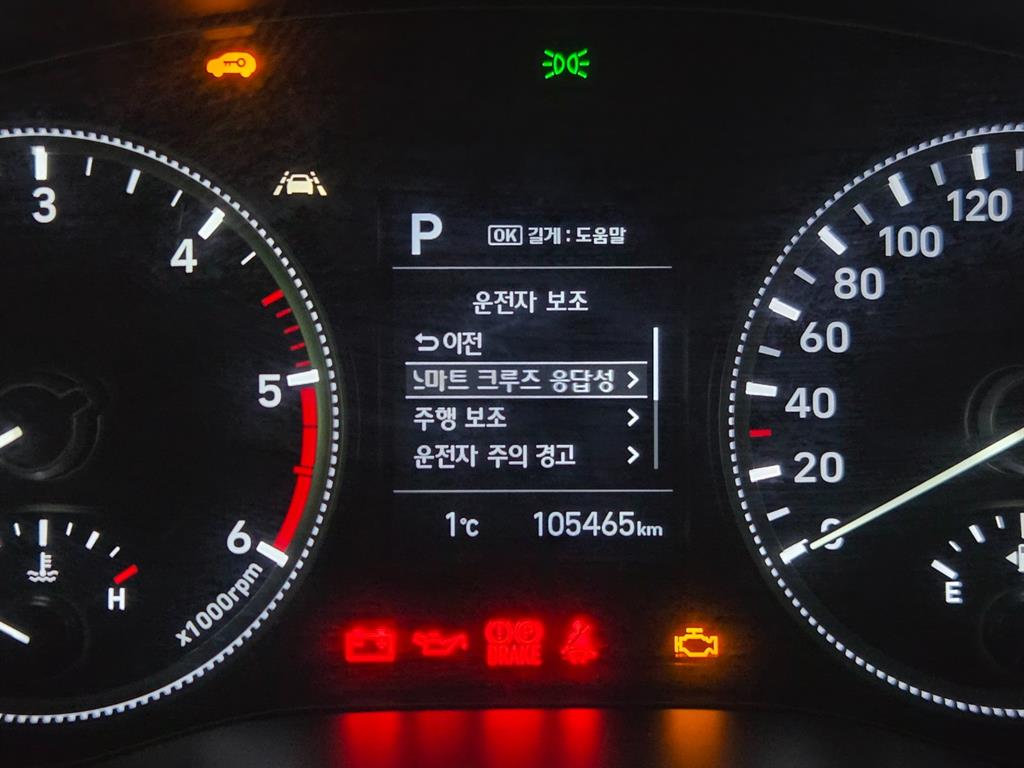 P
OK 길게 : 도움말
운전자 보조
이전
스마트 크루즈 응답성
주행 보조
운전자 주의 경고
1℃ 105465km
3
4
5
6
x1000rpm
H
120
100
80
60
40
20
0
E
BRAKE